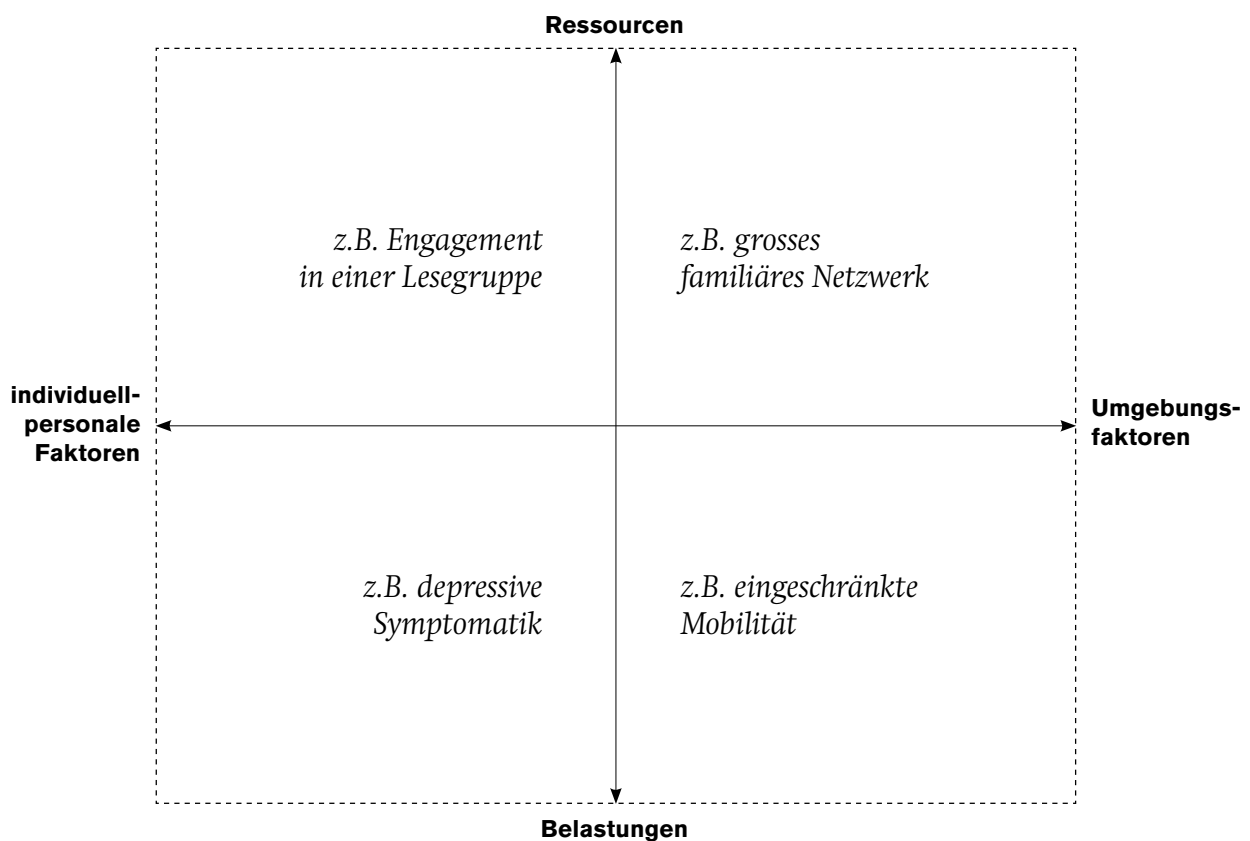 Ressourcen
z.B. Engagement
in einer Lesegruppe
z.B. grosses
familiäres Netzwerk
individuell-
personale
Faktoren
Umgebungs-
faktoren
z.B. depressive
Symptomatik
z.B. eingeschränkte
Mobilität
Belastungen